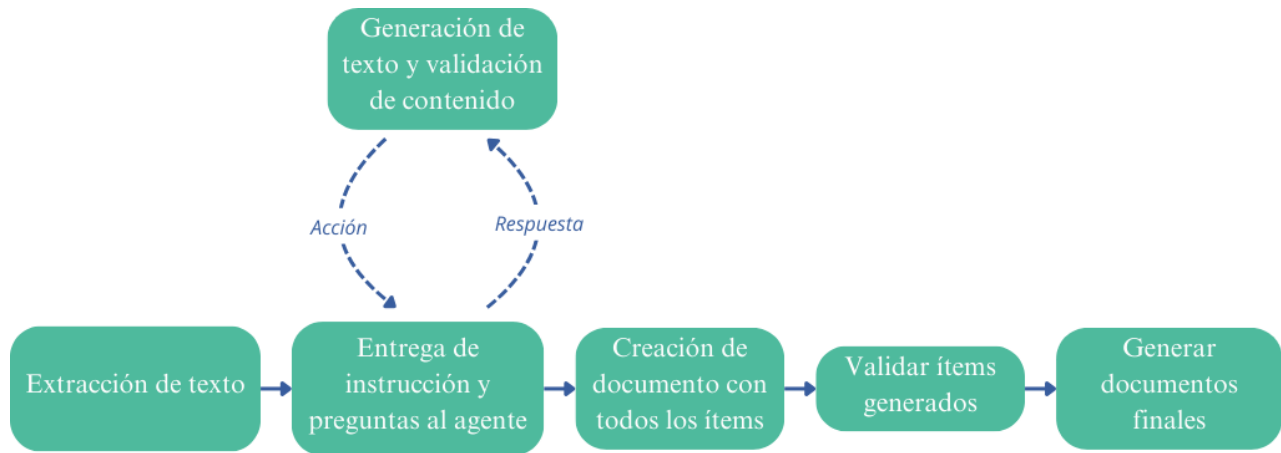 Generación de
texto y validación
de contenido
Acción
Respuesta
Extracción de texto
Entrega de
instrucción y
preguntas al agente
Creación de
documento con
todos los ítems
Validar ítems
generados
Generar
documentos
finales